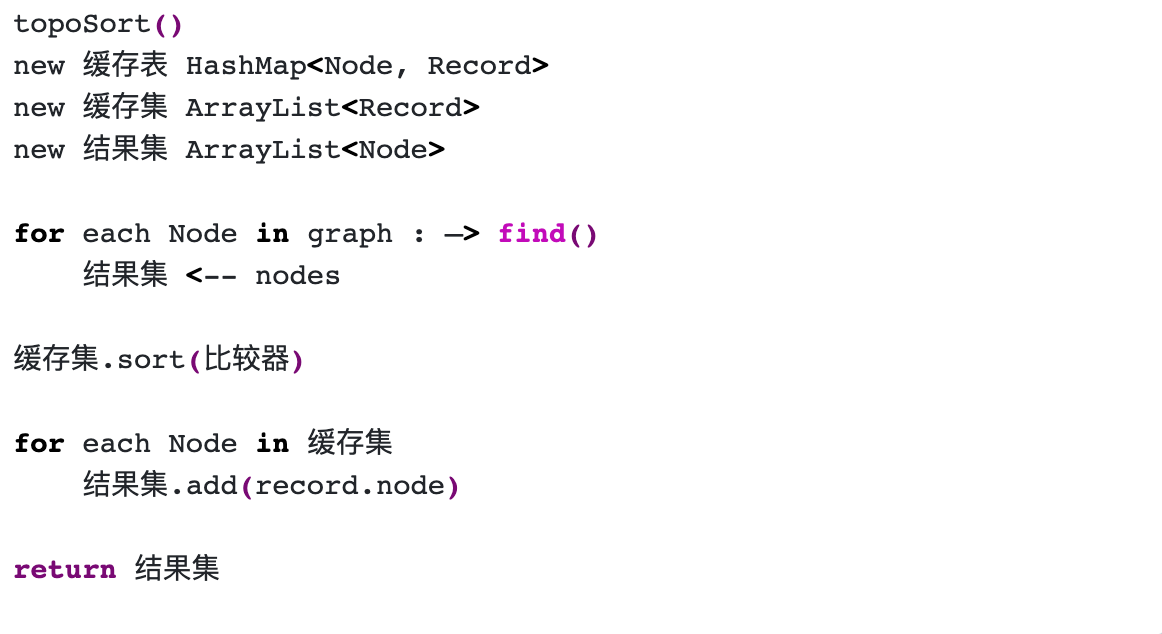 topoSort()
new 缓存表 HashMap<Node, Record>
new 缓存集 ArrayList<Record>
new 结果集 ArrayList<Node>
for each Node in graph : —> find()
结果集 <-- nodes
缓存集.sort(比较器)
for each Node in 缓存集
结果集.add(record.node)
return 结果集